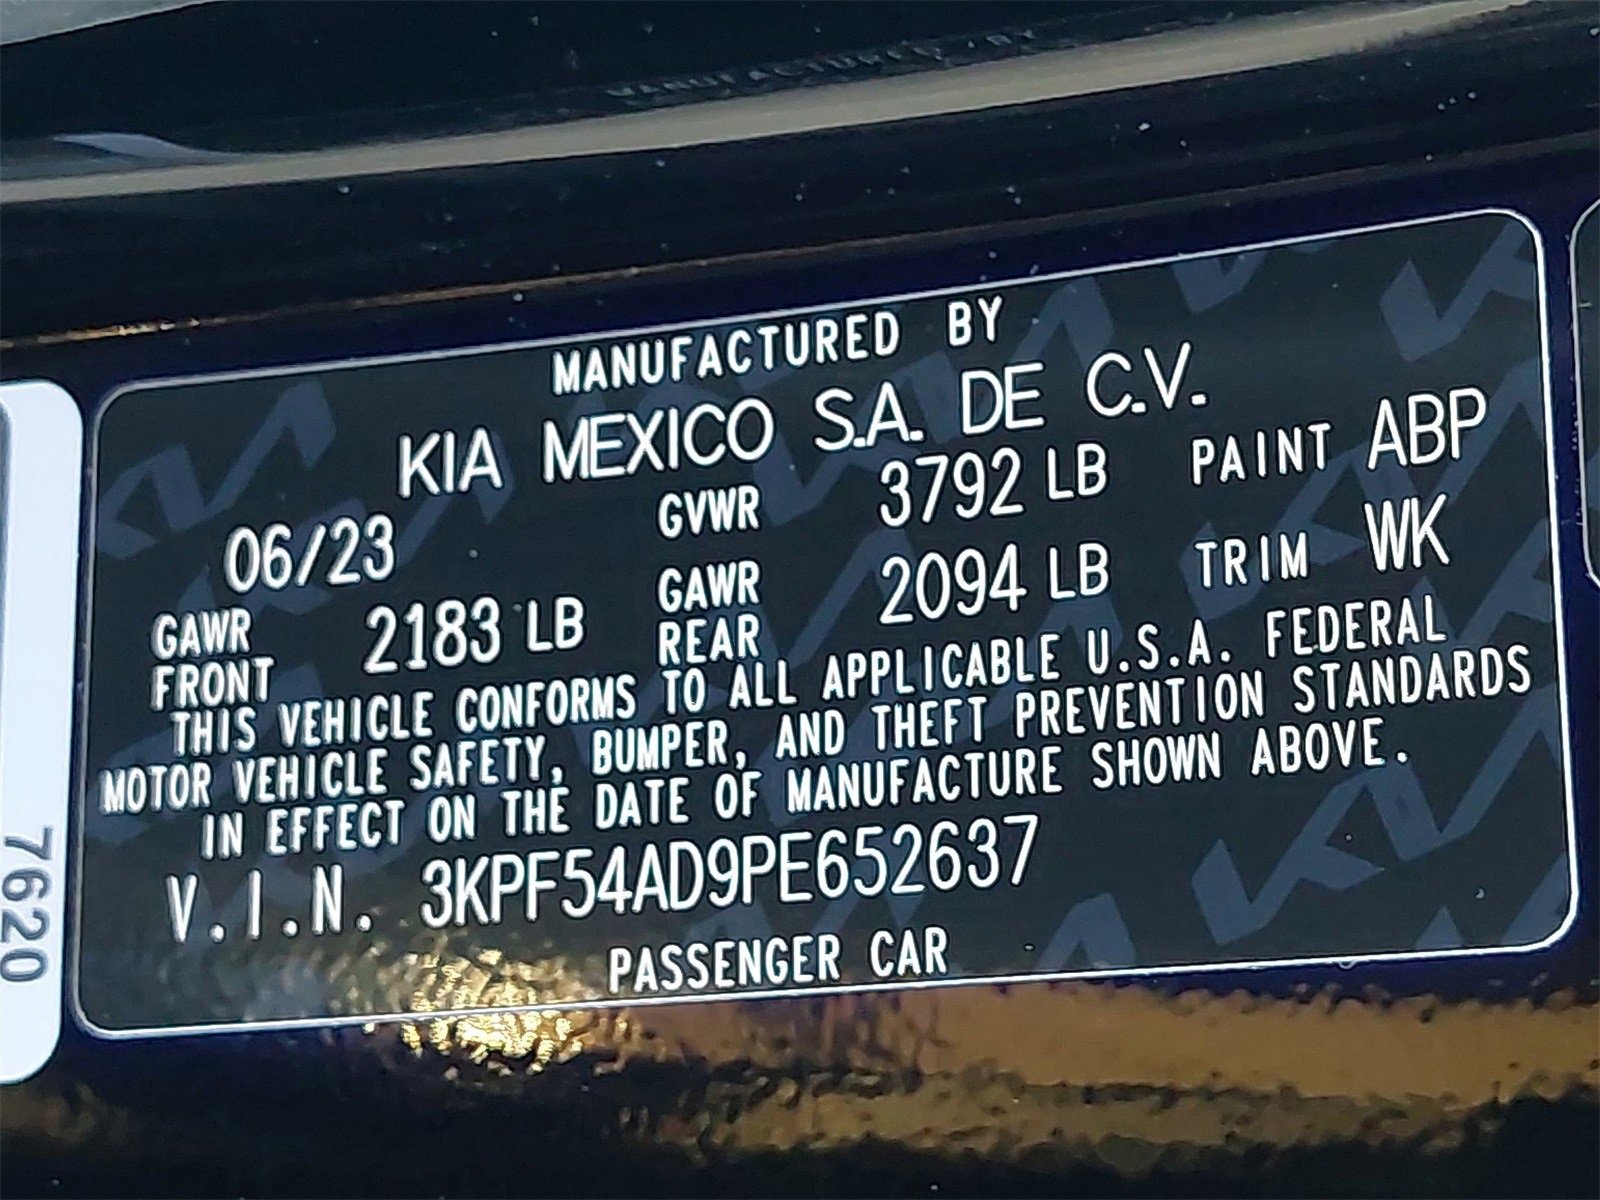 MANUFACTURED BY
MANUFACTURED BY
KIA MEXICO S.A. DE C.V.
06/23 GVWR 3792 LB PAINT ABP
GAWR FRONT 2183 LB GAWR REAR 2094 LB TRIM WK
THIS VEHICLE CONFORMS TO ALL APPLICABLE U.S.A. FEDERAL
MOTOR VEHICLE SAFETY, BUMPER, AND THEFT PREVENTION STANDARDS
IN EFFECT ON THE DATE OF MANUFACTURE SHOWN ABOVE.
V.I.N. 3KPF54AD9PE652637
PASSENGER CAR
7620